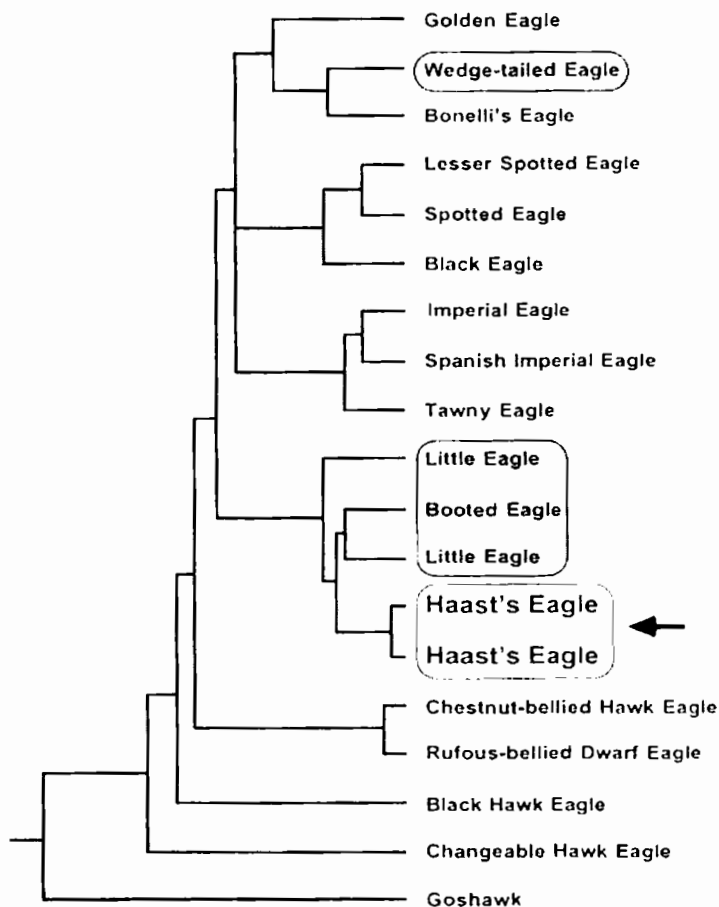 Golden Eagle
Wedge-tailed Eagle
Bonelli's Eagle
Lesser Spotted Eagle
Spotted Eagle
Black Eagle
Imperial Eagle
Spanish Imperial Eagle
Tawny Eagle
Little Eagle
Booted Eagle
Little Eagle
Haast's Eagle
Haast's Eagle
Chestnut-bellied Hawk Eagle
Rufous-bellied Dwarf Eagle
Black Hawk Eagle
Changeable Hawk Eagle
Goshawk